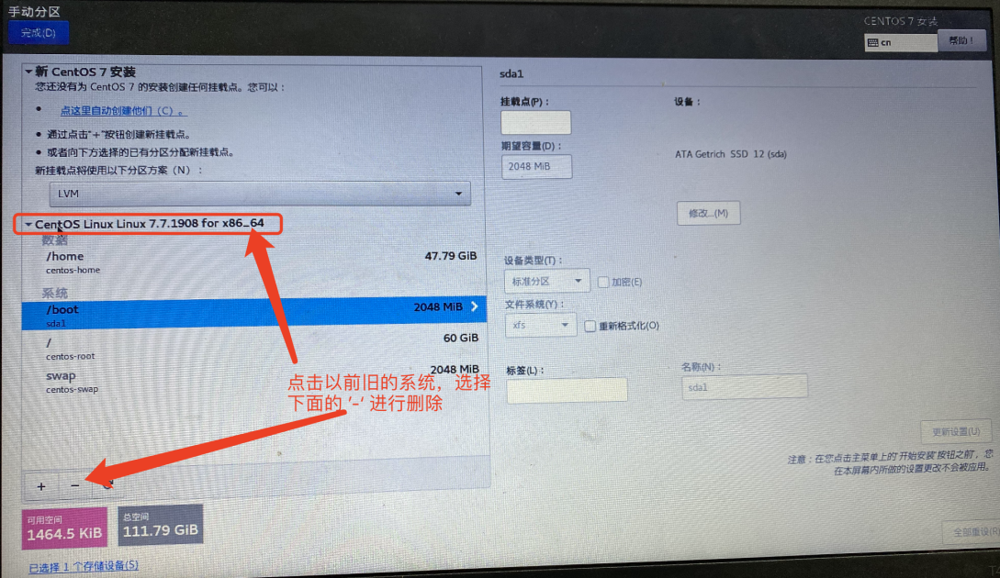 手动分区
完成(D)
CENTOS 7 安装
cn
帮助！
新 CentOS 7 安装
您还没有为 CentOS 7 的安装创建任何挂载点。您可以：
点这里自动创建他们（C）。
通过点击“+”按钮创建新挂载点。
或者向下方选择的已有分区分配新挂载点。
新挂载点将使用以下分区方案（N）：
LVM
CentOS Linux Linux 7.7.1908 for x86_64
数据
/home
47.79 GiB
centos-home
系统
/boot
2048 MiB
sda1
/
60 GiB
centos-root
swap
2048 MiB
centos-swap
点击以前旧的系统，选择
下面的 '-‘ 进行删除
+
-
可用空间
1464.5 KiB
总空间
111.79 GiB
已选择 1 个存储设备(S)
sda1
挂载点(P)：
设备：
期望容量(D)：
2048 MiB
ATA Getrich SSD 12 (sda)
修改...(M)
设备类型(T)：
标准分区
加密(E)
文件系统(Y)：
xfs
重新格式化(O)
标签(L)：
名称(N)：
sda1
更新设置(U)
注意：在您点击主菜单上的'开始安装'按钮之前，您
在本屏幕内所做的设置更改不会被应用。
全部重设(R)